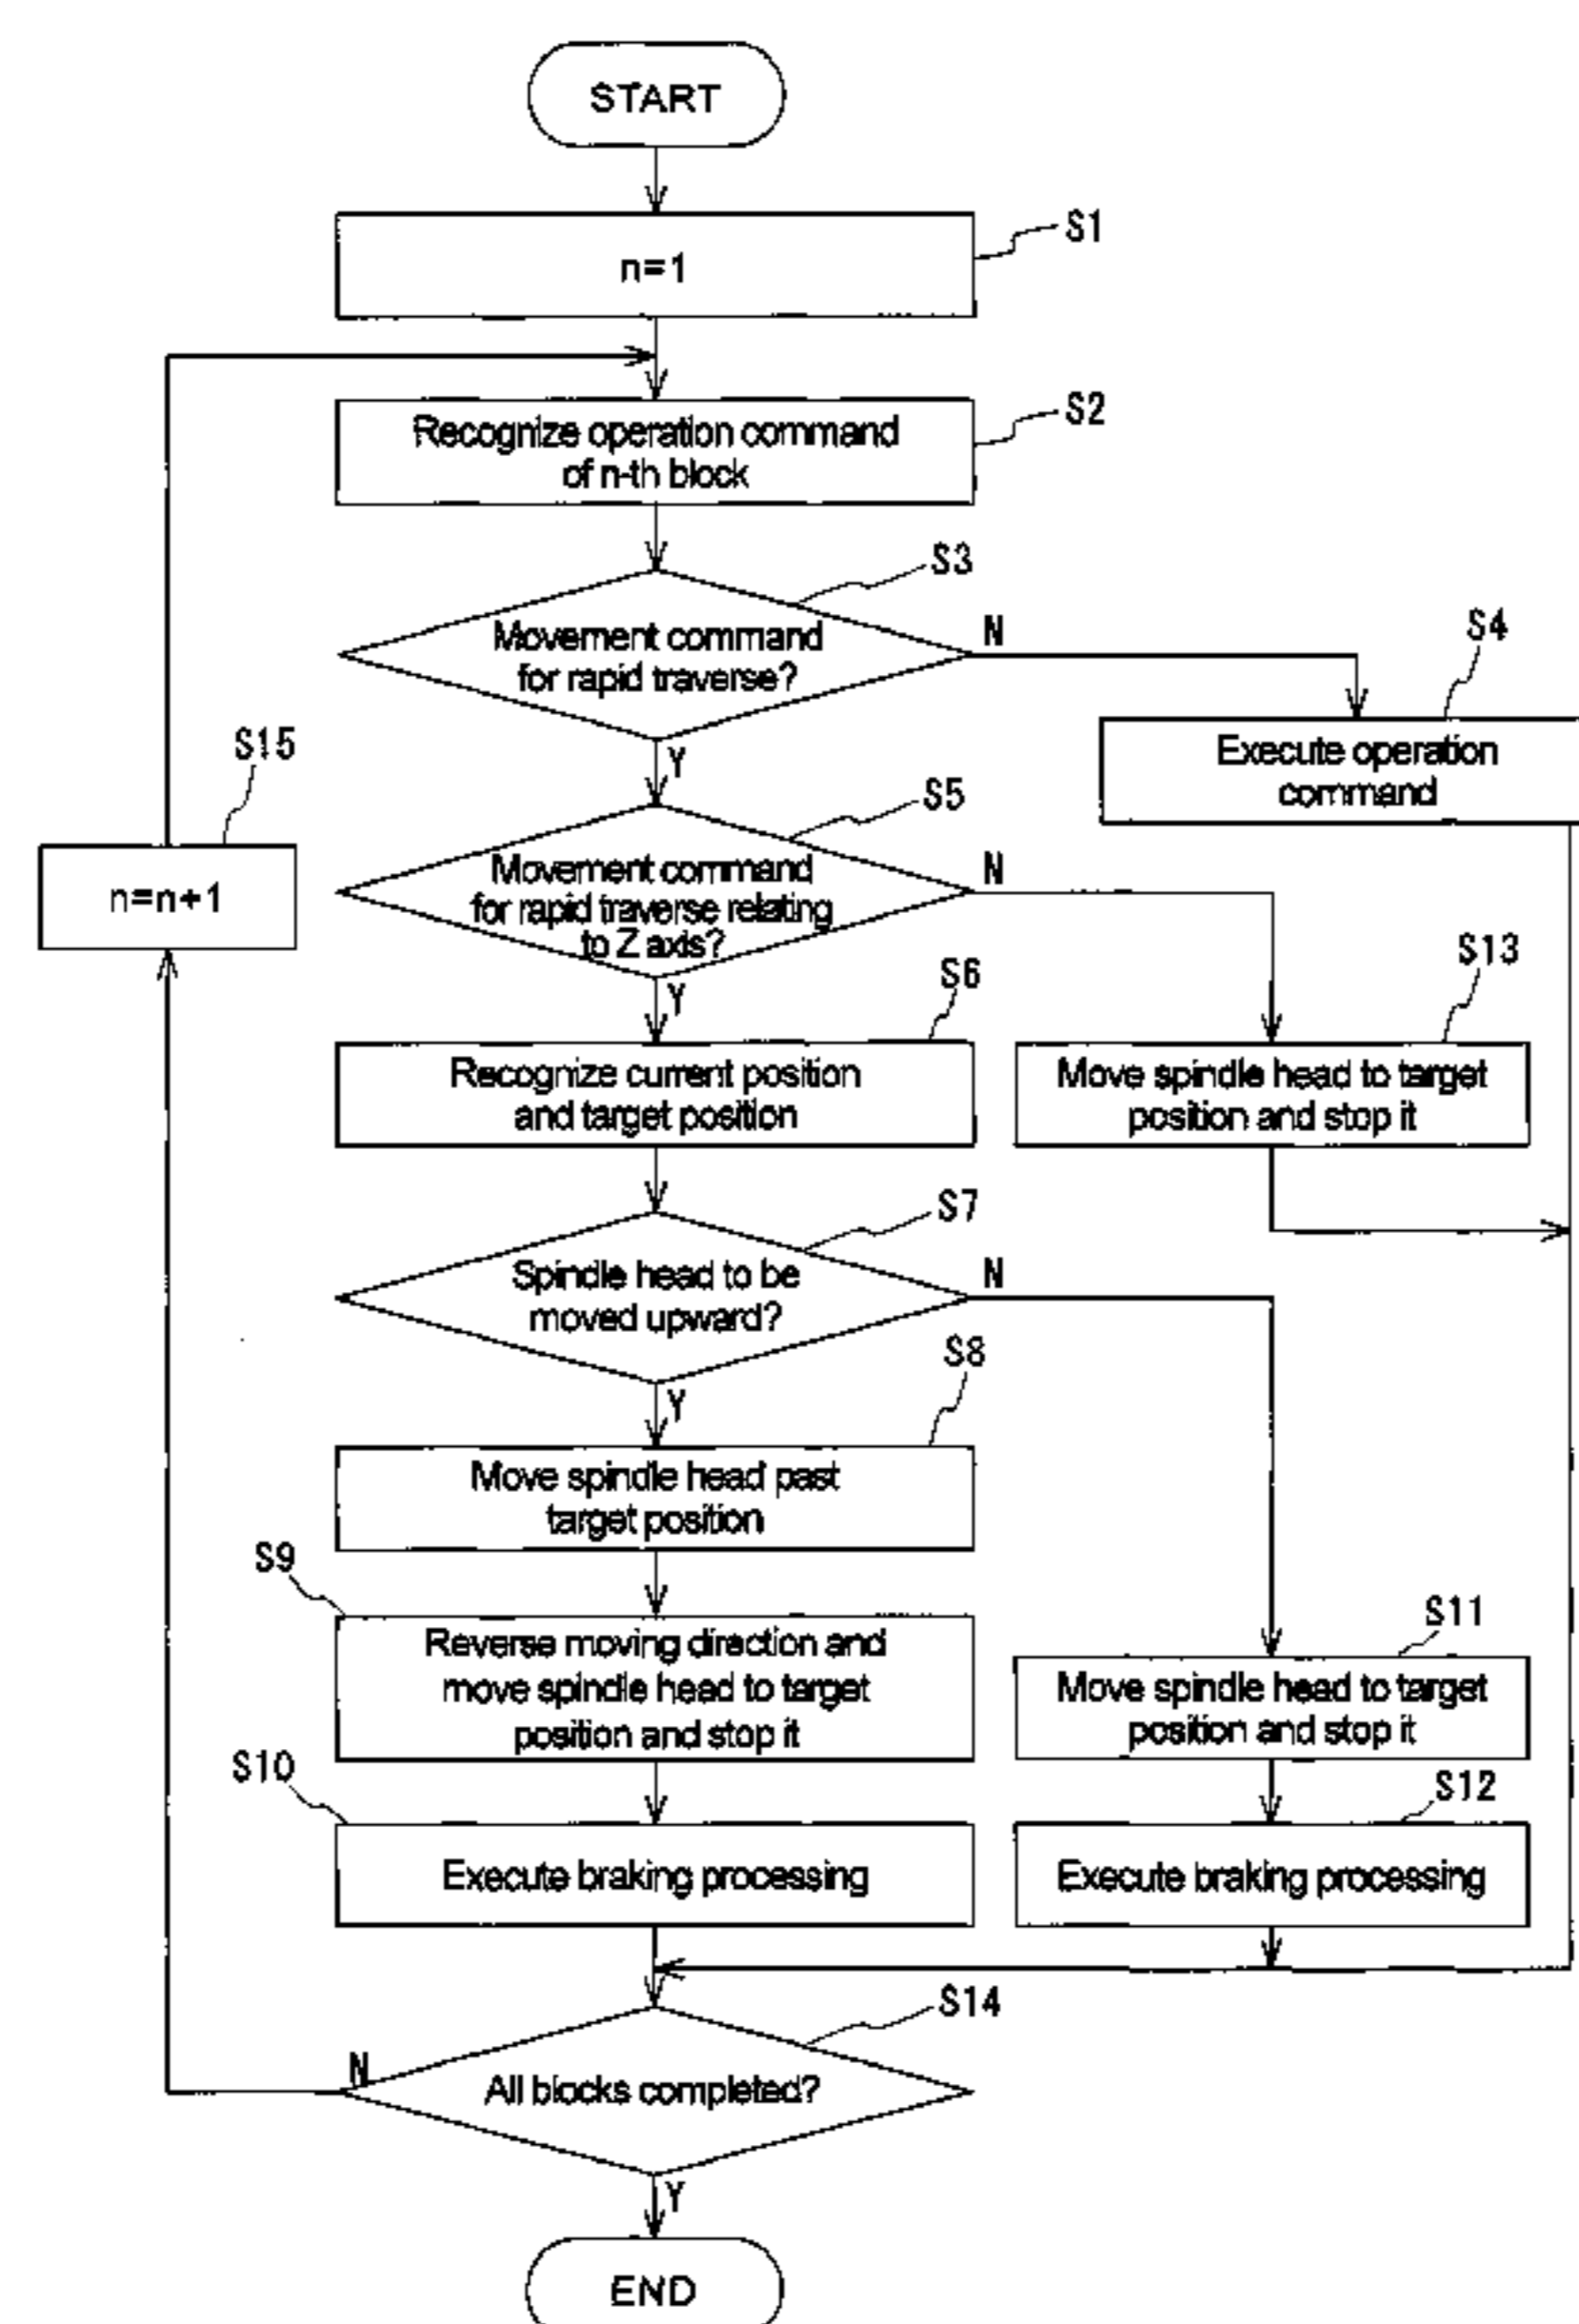 START
S1
n=1
S2
Recognize operation command
of n-th block
S3
Movement command
for rapid traverse?
N
Y
S4
Execute operation
command
S15
n=n+1
S5
Movement command
for rapid traverse relating
to Z axis?
N
Y
S6
Recognize current position
and target position
S13
Move spindle head to target
position and stop it
S7
Spindle head to be
moved upward?
N
Y
S8
Move spindle head past
target position
S9
Reverse moving direction and
move spindle head to target
position and stop it
S11
Move spindle head to target
position and stop it
S10
Execute braking processing
S12
Execute braking processing
S14
All blocks completed?
N
Y
END